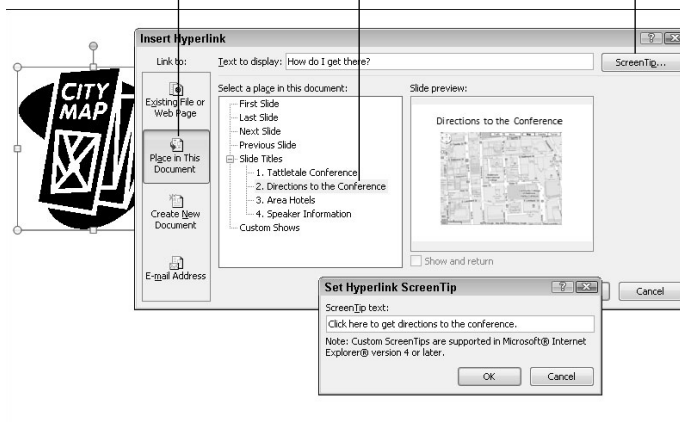 Insert Hyperlink
Link to:
Text to display: How do I get there?
ScreenTip...
Existing File or
Web Page
Place in This
Document
Create New
Document
E-mail Address
Select a place in this document:
First Slide
Last Slide
Next Slide
Previous Slide
Slide Titles
1. Tattletale Conference
2. Directions to the Conference
3. Area Hotels
4. Speaker Information
Custom Shows
Slide preview:
Directions to the Conference
Show and return
Cancel
CITY
MAP
Set Hyperlink ScreenTip
ScreenTip text:
Click here to get directions to the conference.
Note: Custom ScreenTips are supported in Microsoft® Internet
Explorer® version 4 or later.
OK Cancel